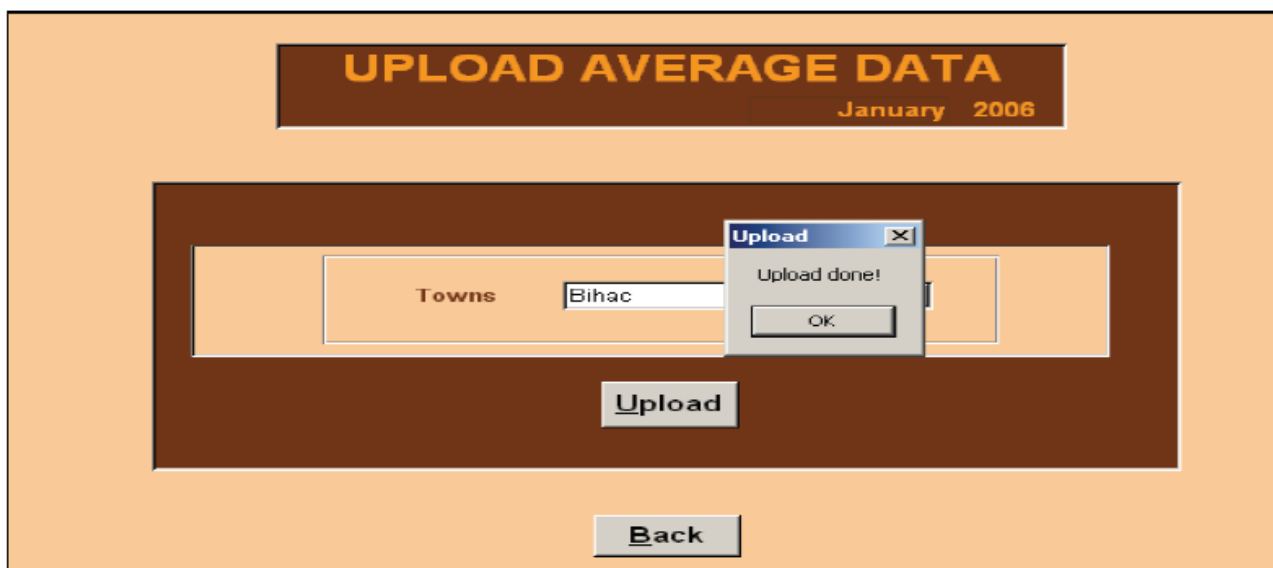 UPLOAD AVERAGE DATA
January 2006
Upload
Upload done!
OK
Towns Bihac
Upload
Back